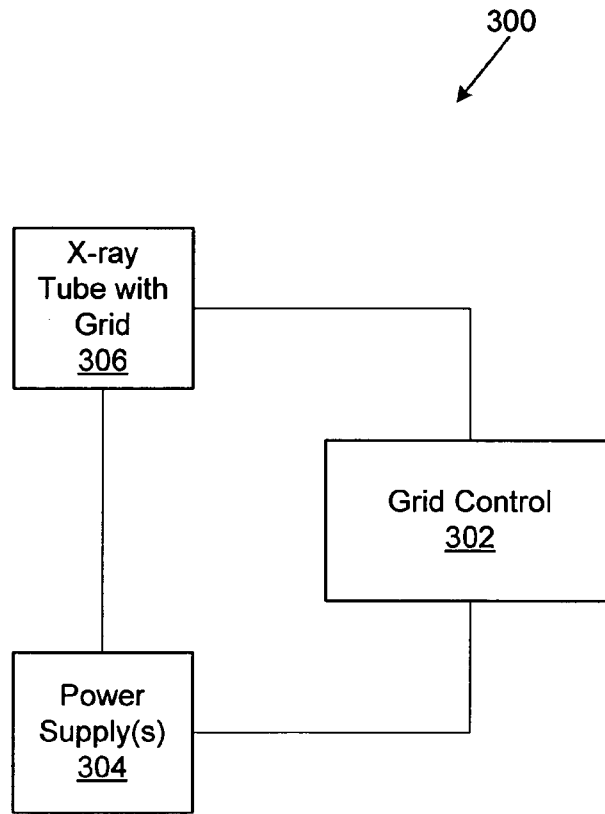 300
X-ray
Tube with
Grid
306
Grid Control
302
Power
Supply(s)
304